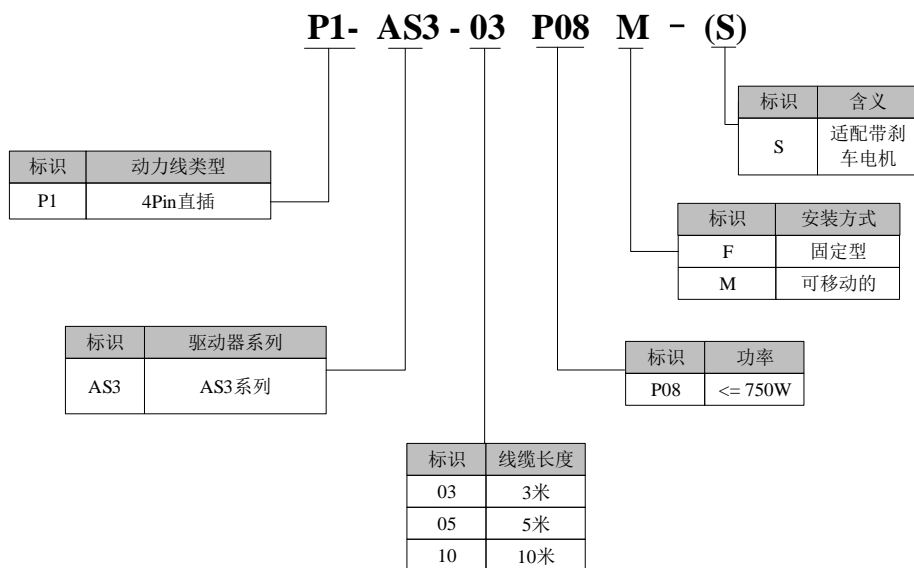 P1- AS3 - 03 P08 M - (S)
标识 含义
S 适配带刹
车电机
标识 动力线类型
P1 4Pin直插
标识 安装方式
F 固定型
M 可移动的
标识 驱动器系列
AS3 AS3系列
标识 功率
P08 <= 750W
标识 线缆长度
03 3米
05 5米
10 10米